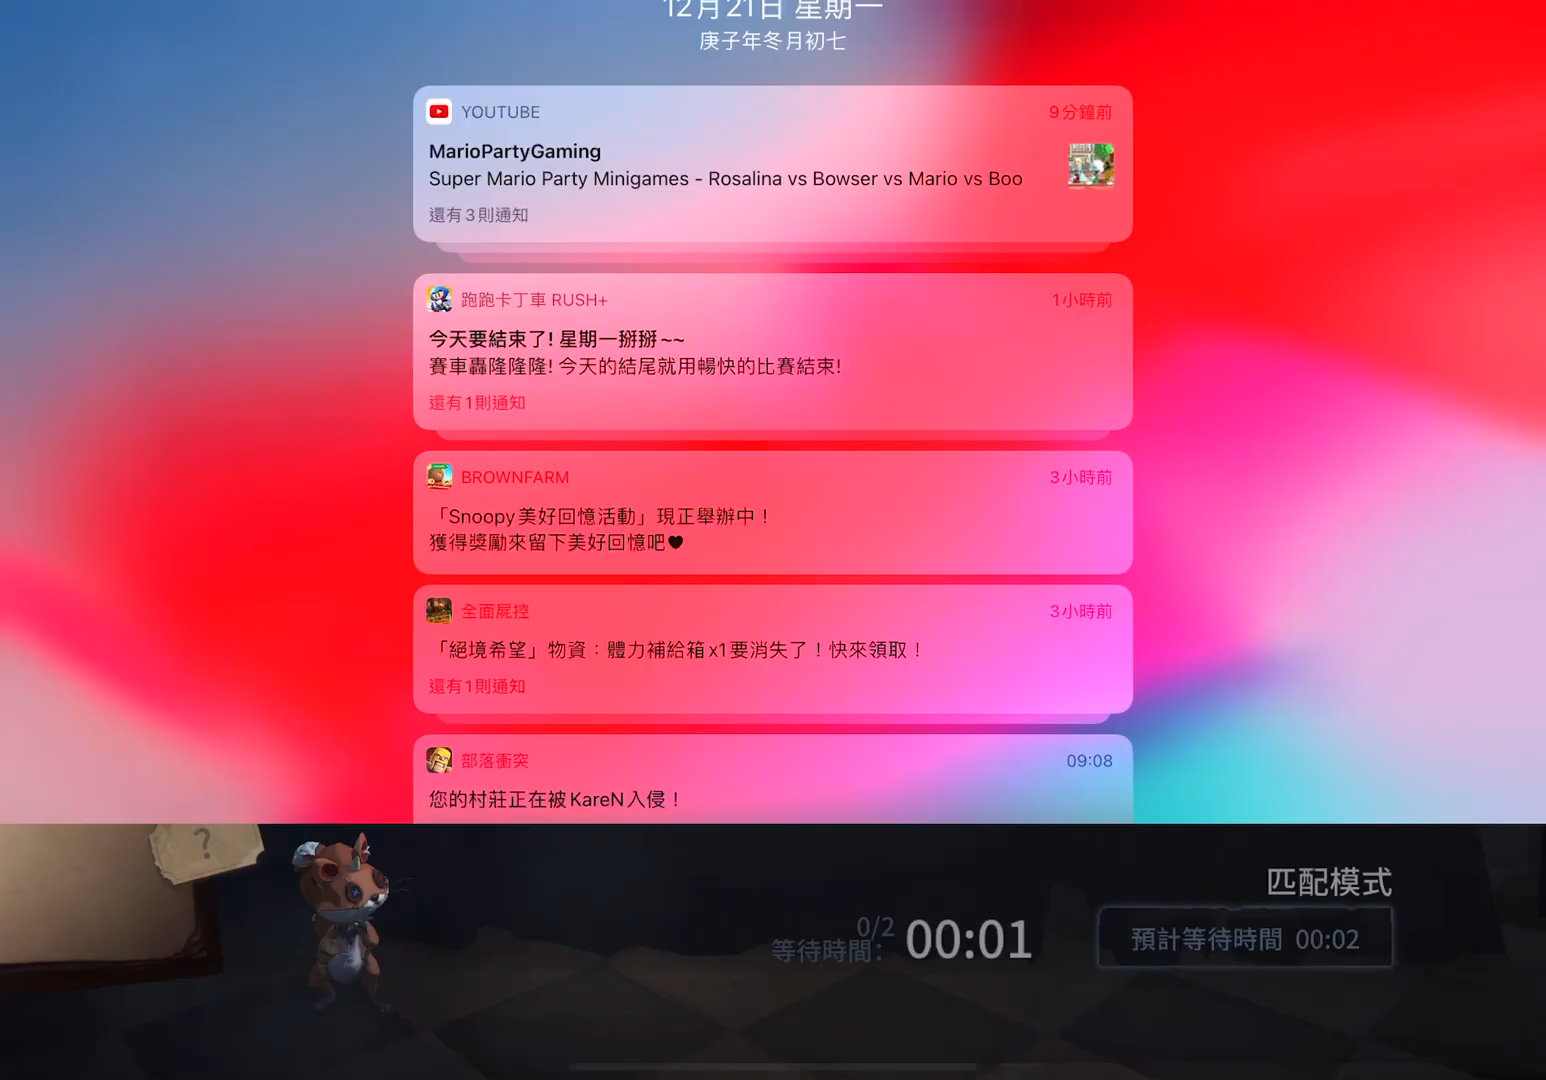 12月21日 星期一
庚子年冬月初七
YOUTUBE
9分鐘前
MarioPartyGaming
Super Mario Party Minigames - Rosalina vs Bowser vs Mario vs Boo
還有3則通知
跑跑卡丁車 RUSH+
1小時前
今天要結束了! 星期一掰掰~~
賽車轟隆隆隆! 今天的結尾就用暢快的比賽結束!
還有1則通知
BROWNFARM
3小時前
「Snoopy美好回憶活動」現正舉辦中！
獲得獎勵來留下美好回憶吧♥
全面屍控
3小時前
「絕境希望」物資：體力補給箱x1要消失了！快來領取！
還有1則通知
部落衝突
09:08
您的村莊正在被KareN入侵！
?
匹配模式
0/2
等待時間： 00:01
預計等待時間 00:02